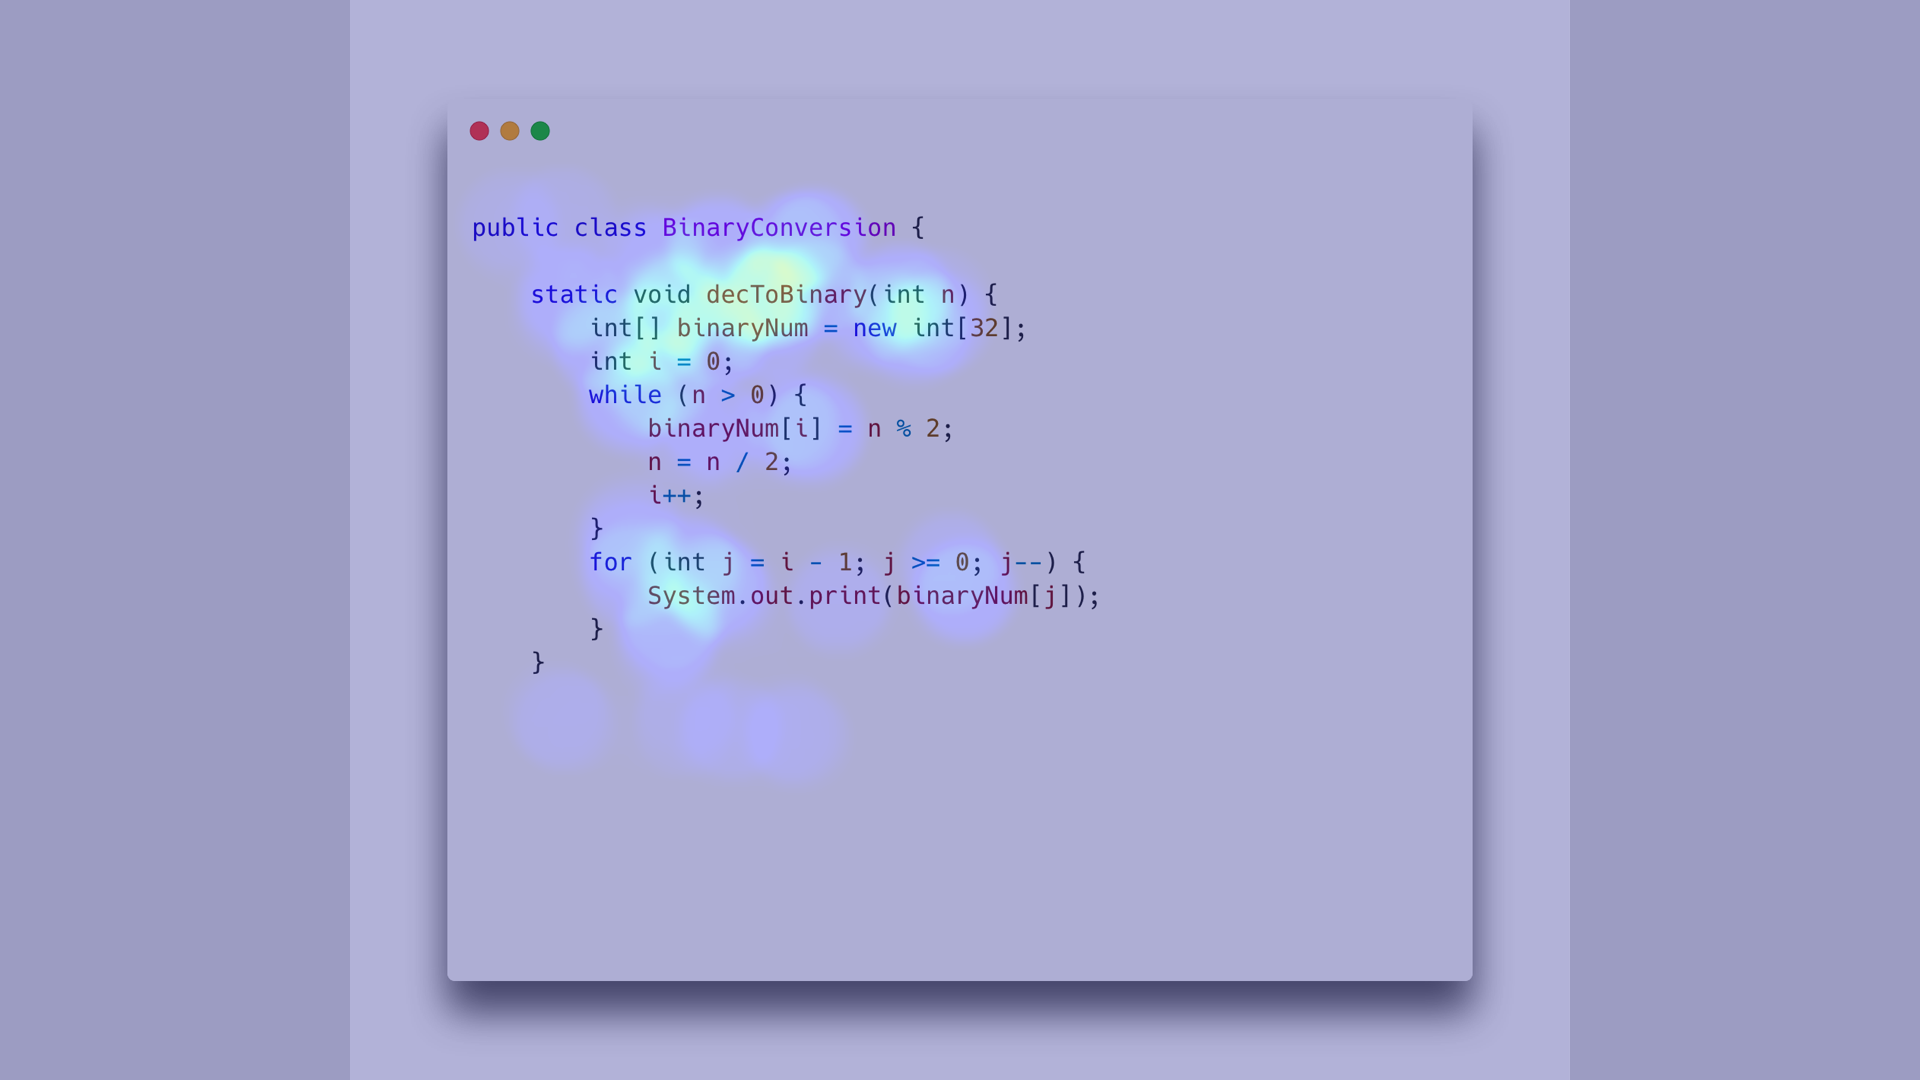 public class BinaryConversion {
static void decToBinary(int n) {
int[] binaryNum = new int[32];
int i = 0;
while (n > 0) {
binaryNum[i] = n % 2;
n = n / 2;
i++;
}
for (int j = i - 1; j >= 0; j--) {
System.out.print(binaryNum[j]);
}
}